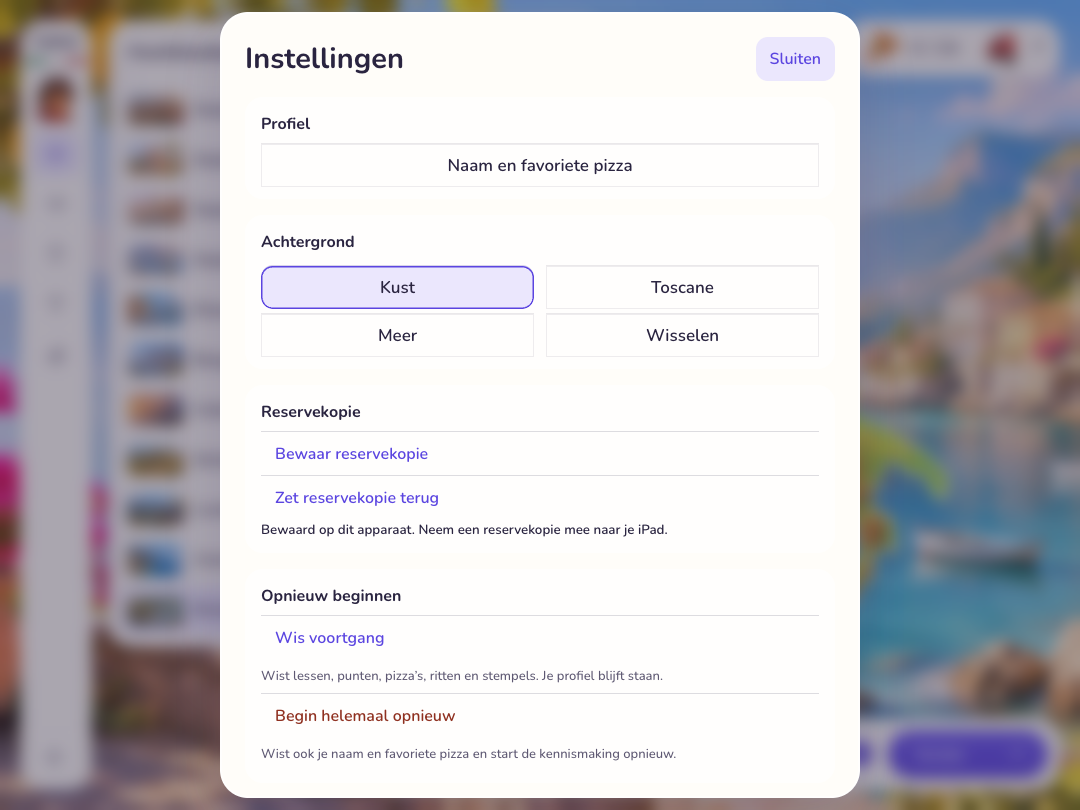 Instellingen
Sluiten
Profiel
Naam en favoriete pizza
Achtergrond
Kust
Toscane
Meer
Wisselen
Reservekopie
Bewaar reservekopie
Zet reservekopie terug
Bewaard op dit apparaat. Neem een reservekopie mee naar je iPad.
Opnieuw beginnen
Wis voortgang
Wist lessen, punten, pizza’s, ritten en stempels. Je profiel blijft staan.
Begin helemaal opnieuw
Wist ook je naam en favoriete pizza en start de kennismaking opnieuw.